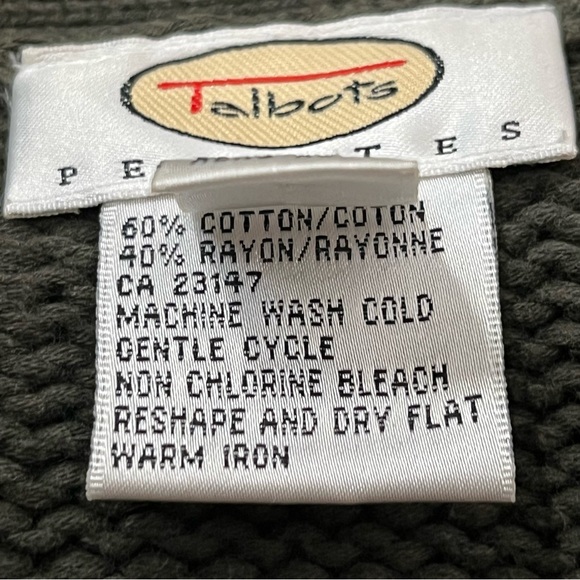 Talbots
P E T E S
60% COTTON/COTON
40% RAYON/RAYONNE
CA 23147
MACHINE WASH COLD
GENTLE CYCLE
NON CHLORINE BLEACH
RESHAPE AND DRY FLAT
WARM IRON